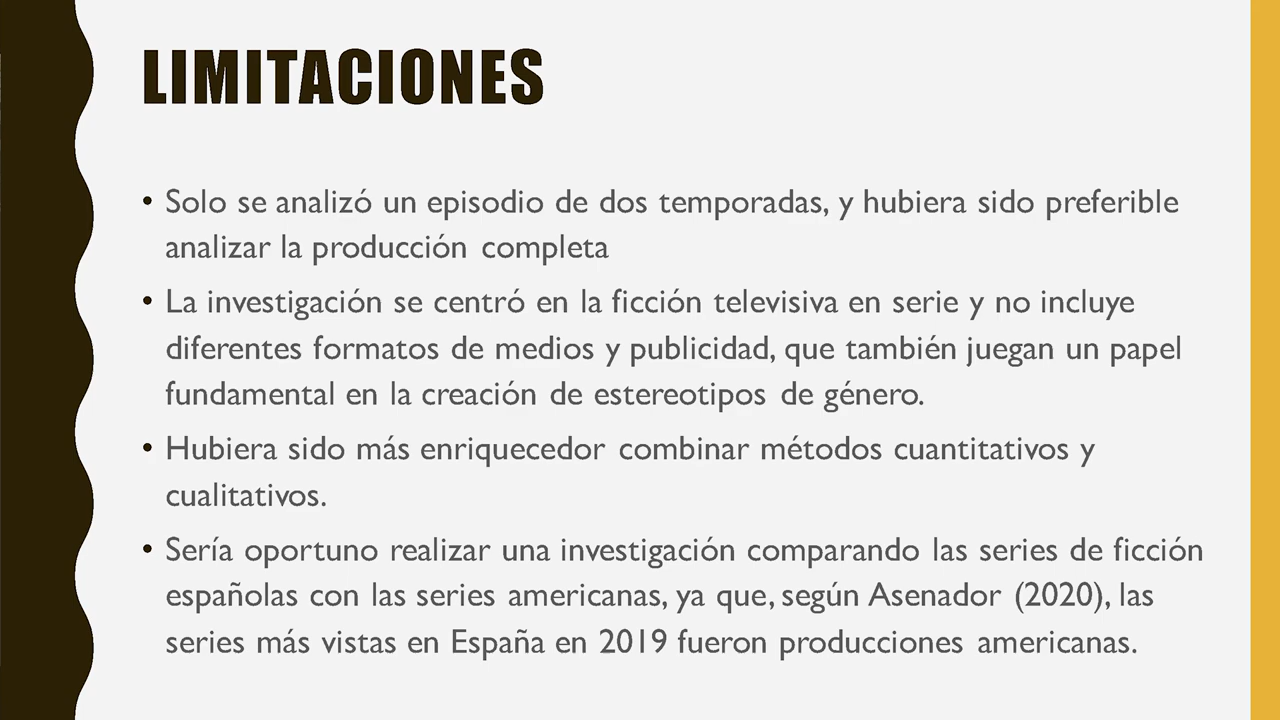 LIMITACIONES
• Solo se analizó un episodio de dos temporadas, y hubiera sido preferible
analizar la producción completa
• La investigación se centró en la ficción televisiva en serie y no incluye
diferentes formatos de medios y publicidad, que también juegan un papel
fundamental en la creación de estereotipos de género.
• Hubiera sido más enriquecedor combinar métodos cuantitativos y
cualitativos.
• Sería oportuno realizar una investigación comparando las series de ficción
españolas con las series americanas, ya que, según Asenador (2020), las
series más vistas en España en 2019 fueron producciones americanas.